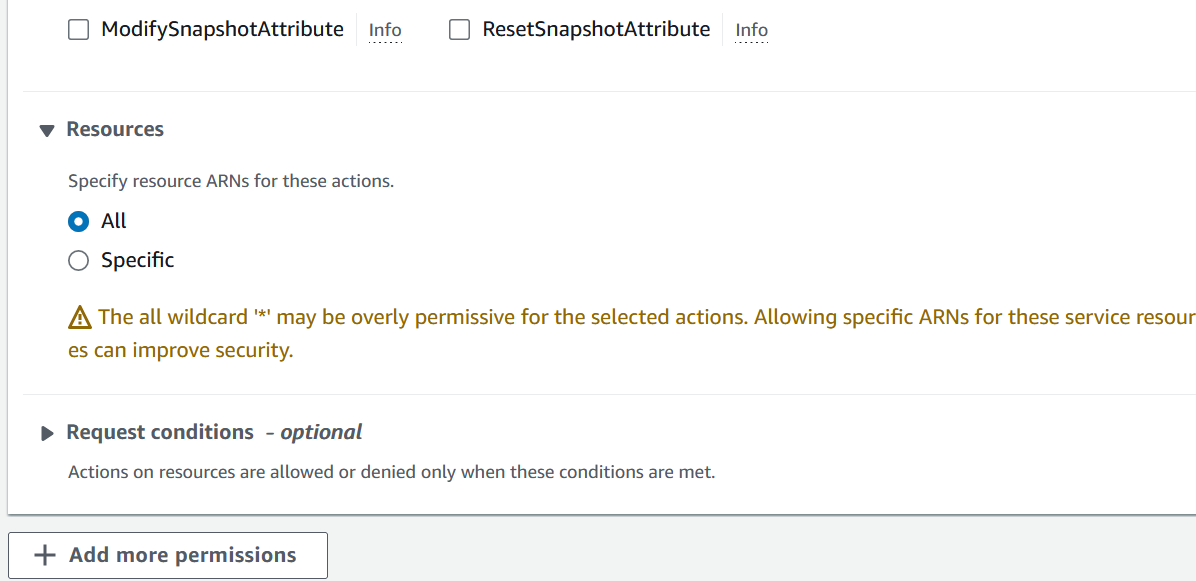 ModifySnapshotAttribute Info ResetSnapshotAttribute Info
Resources
Specify resource ARNs for these actions.
All
Specific
The all wildcard '*' may be overly permissive for the selected actions. Allowing specific ARNs for these service resour
es can improve security.
Request conditions - optional
Actions on resources are allowed or denied only when these conditions are met.
+ Add more permissions